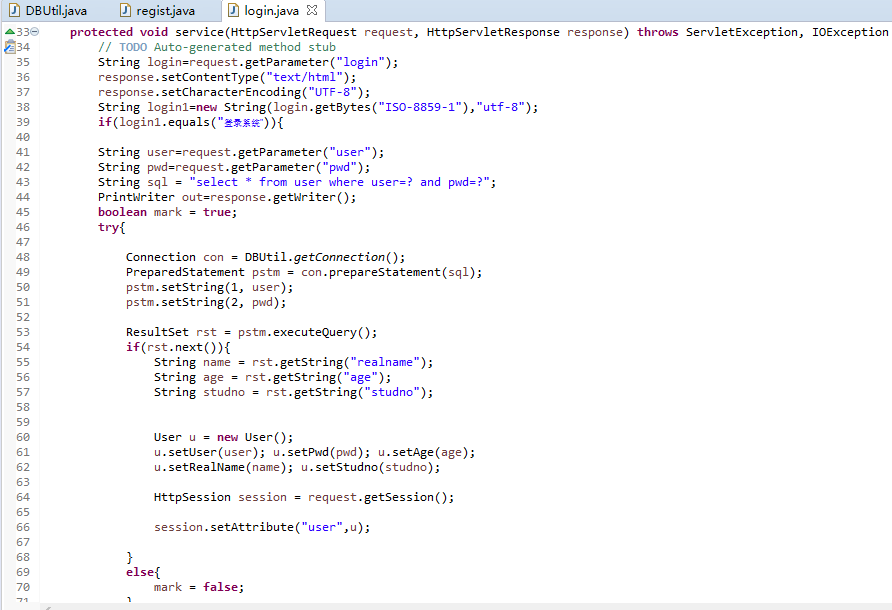 DBUtil.java regist.java login.java
33 protected void service(HttpServletRequest request, HttpServletResponse response) throws ServletException, IOException
34 // TODO Auto-generated method stub
35 String login=request.getParameter("login");
36 response.setContentType("text/html");
37 response.setCharacterEncoding("UTF-8");
38 String login1=new String(login.getBytes("ISO-8859-1"),"utf-8");
39 if(login1.equals("登录系统")){
40
41 String user=request.getParameter("user");
42 String pwd=request.getParameter("pwd");
43 String sql = "select * from user where user=? and pwd=?";
44 PrintWriter out=response.getWriter();
45 boolean mark = true;
46 try{
47
48 Connection con = DBUtil.getConnection();
49 PreparedStatement pstm = con.prepareStatement(sql);
50 pstm.setString(1, user);
51 pstm.setString(2, pwd);
52
53 ResultSet rst = pstm.executeQuery();
54 if(rst.next()){
55 String name = rst.getString("realname");
56 String age = rst.getString("age");
57 String studno = rst.getString("studno");
58
59
60 User u = new User();
61 u.setUser(user); u.setPwd(pwd); u.setAge(age);
62 u.setRealName(name); u.setStudno(studno);
63
64 HttpSession session = request.getSession();
65
66 session.setAttribute("user",u);
67
68 }
69 else{
70 mark = false;
71 }